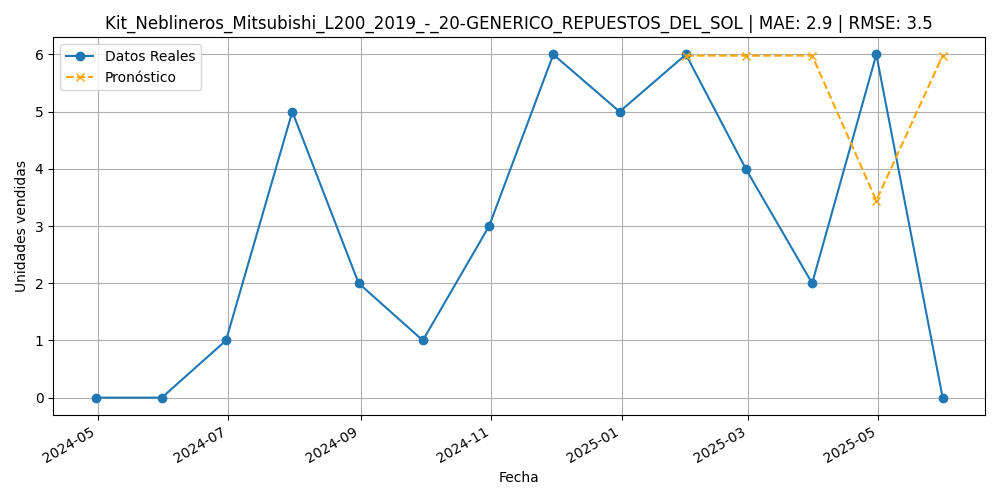 Kit_Neblineros_Mitsubishi_L200_2019_-_20-GENERICO_REPUESTOS_DEL_SOL | MAE: 2.9 | RMSE: 3.5
Datos Reales
Pronóstico
Unidades vendidas
6
5
4
3
2
1
0
2024-05
2024-07
2024-09
2024-11
2025-01
2025-03
2025-05
Fecha